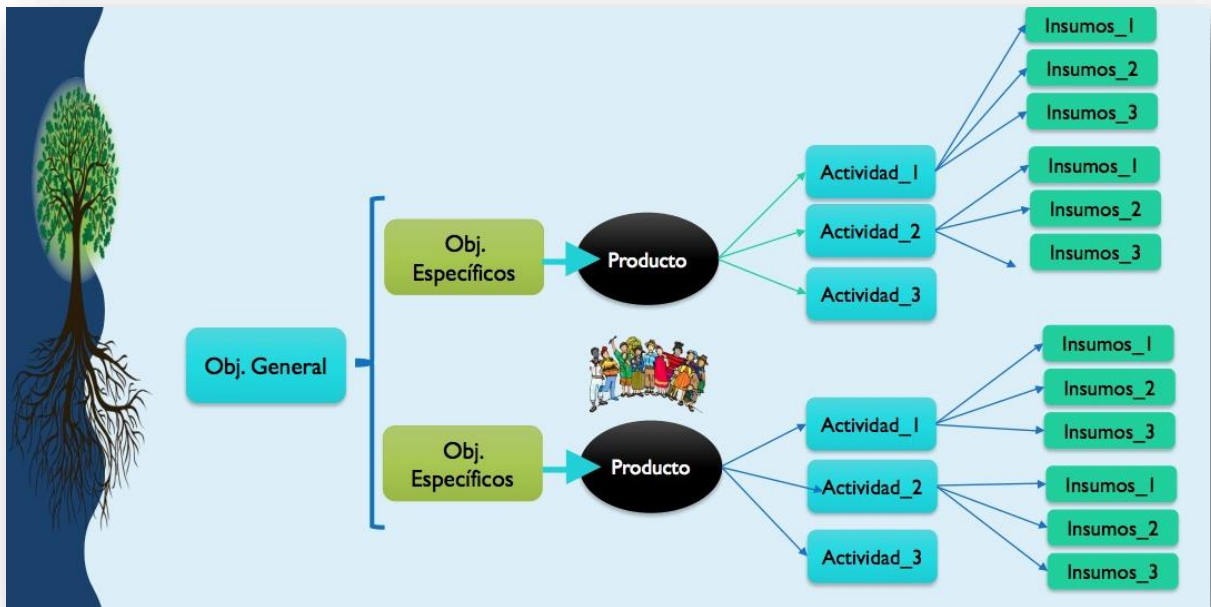 Obj. General
Obj.
Específicos
Producto
Actividad_1
Insumos_1
Insumos_2
Insumos_3
Actividad_2
Insumos_1
Insumos_2
Insumos_3
Actividad_3
Obj.
Específicos
Producto
Actividad_1
Insumos_1
Insumos_2
Insumos_3
Actividad_2
Insumos_1
Insumos_2
Insumos_3
Actividad_3